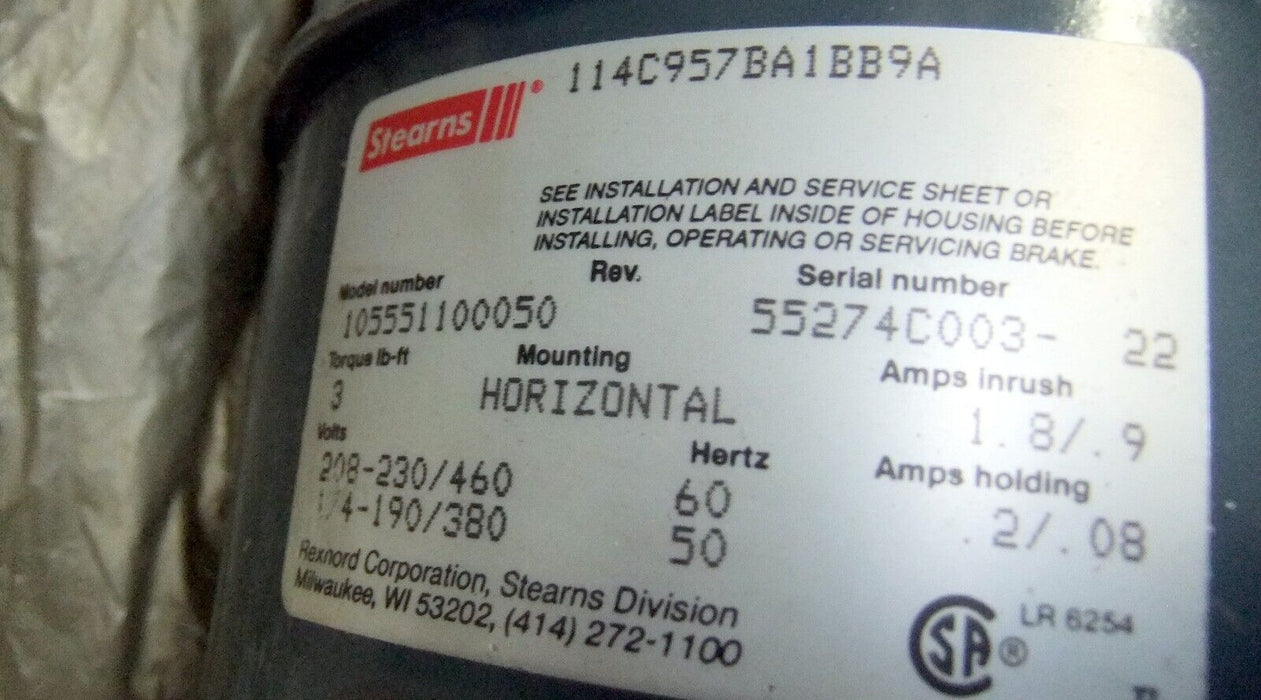 114C957BA1BB9A
Stearns®
SEE INSTALLATION AND SERVICE SHEET OR
INSTALLATION LABEL INSIDE OF HOUSING BEFORE
INSTALLING, OPERATING OR SERVICING BRAKE.
Model number Rev. Serial number
105551100050 55274C003- 22
Torque lb-ft Mounting Amps inrush
3 HORIZONTAL 1.8/.9
Volts Hertz Amps holding
208-230/460 60 .2/.08
50
Rexnord Corporation, Stearns Division
Milwaukee, WI 53202, (414) 272-1100
SA® LR 6254